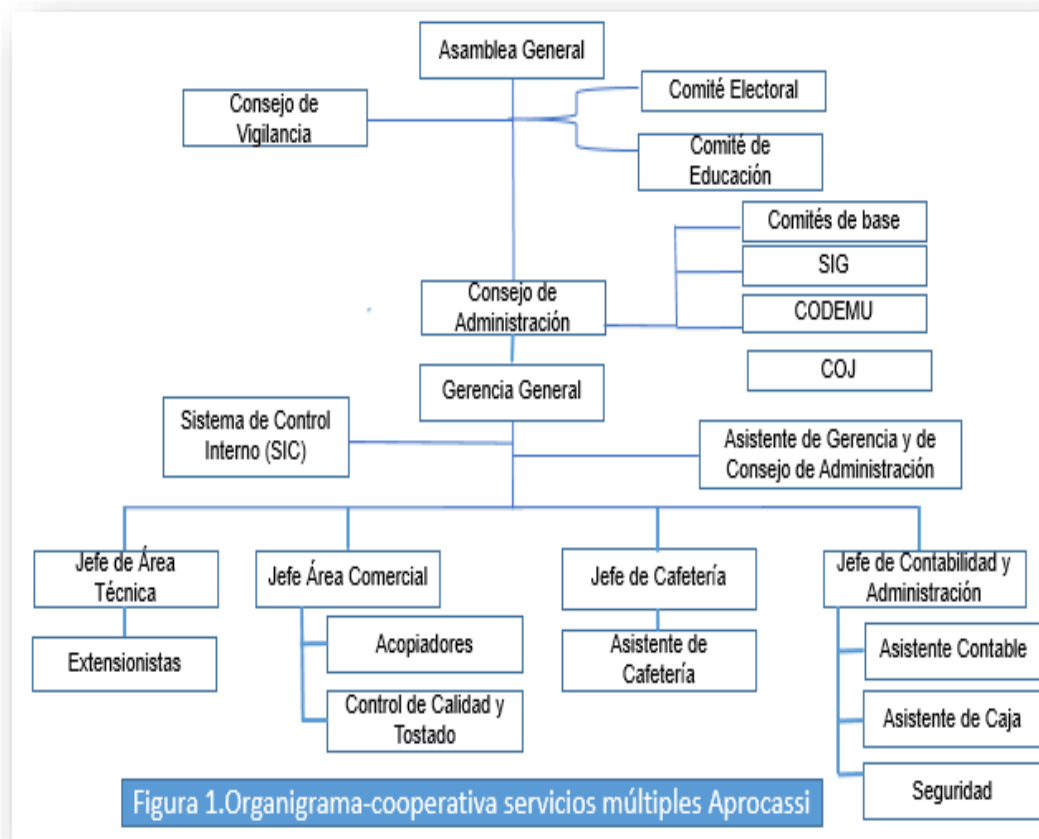 Asamblea General
Consejo de
Vigilancia
Comité Electoral
Comité de
Educación
Comités de base
SIG
Consejo de
Administración
CODEMU
COJ
Gerencia General
Sistema de Control
Interno (SIC)
Asistente de Gerencia y de
Consejo de Administración
Jefe de Área
Técnica
Jefe Área Comercial
Jefe de Cafetería
Jefe de Contabilidad y
Administración
Extensionistas
Acopiadores
Asistente de
Cafetería
Asistente Contable
Control de Calidad y
Tostado
Asistente de Caja
Seguridad
Figura 1.Organigrama-cooperativa servicios múltiples Aprocassi